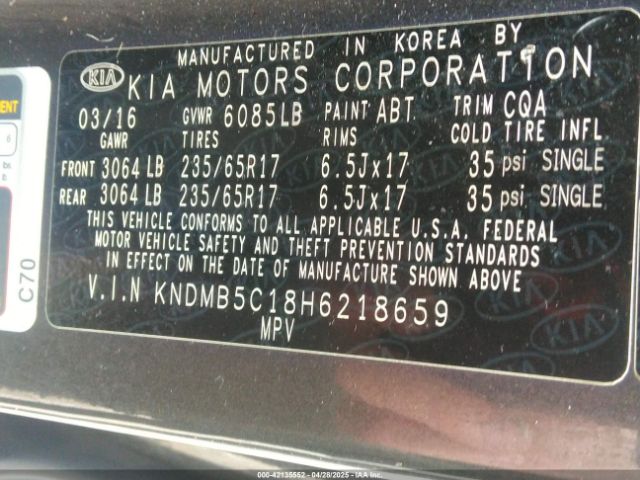 MANUFACTURED IN KOREA BY
KIA KIA MOTORS CORPORATION
03/16 GVWR 6085LB PAINT ABT TRIM CQA
GAWR TIRES RIMS COLD TIRE INFL
FRONT 3064 LB 235/65R17 6.5Jx17 35 psi SINGLE
REAR 3064 LB 235/65R17 6.5Jx17 35 psi SINGLE
THIS VEHICLE CONFORMS TO ALL APPLICABLE U.S.A. FEDERAL
MOTOR VEHICLE SAFETY AND THEFT PREVENTION STANDARDS
IN EFFECT ON THE DATE OF MANUFACTURE SHOWN ABOVE
V.I.N KNDMB5C18H6218659
MPV
C70
000-42135552 04/28/2025 - IAA, Inc.